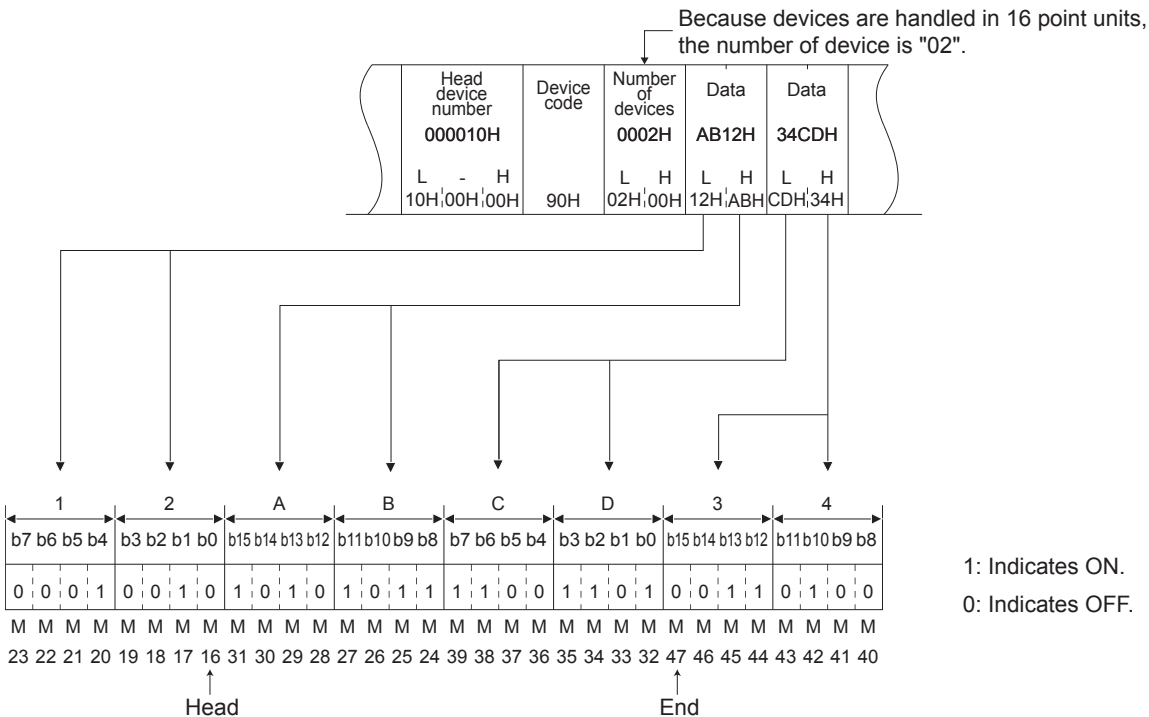 Because devices are handled in 16 point units,
the number of device is "02".
Head
device
number
Device
code
Number
of
devices
Data
Data
000010H
0002H
AB12H
34CDH
L - H
L H
L H
L H
10H 00H 00H
90H
02H 00H
12H ABH
CDH 34H
1 2 A B C D 3 4
b7 b6 b5 b4 b3 b2 b1 b0 b15 b14 b13 b12 b11 b10 b9 b8 b7 b6 b5 b4 b3 b2 b1 b0 b15 b14 b13 b12 b11 b10 b9 b8
0 0 0 1 0 0 1 0 1 0 1 0 1 0 1 1 1 1 0 0 1 1 0 1 0 0 1 1 0 1 0 0
M M M M M M M M M M M M M M M M M M M M M M M M M M M M M M M M
23 22 21 20 19 18 17 16 31 30 29 28 27 26 25 24 39 38 37 36 35 34 33 32 47 46 45 44 43 42 41 40
Head
End
1: Indicates ON.
0: Indicates OFF.